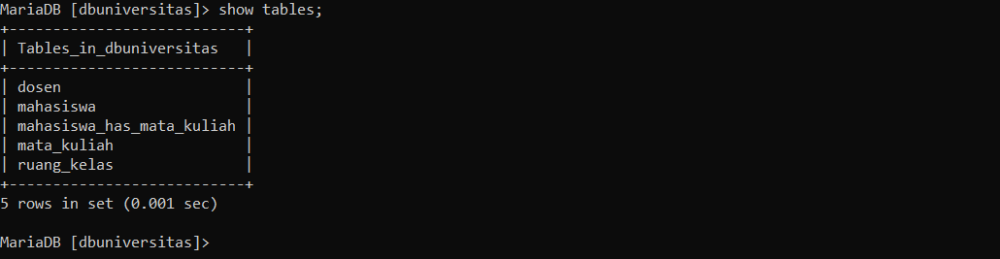 MariaDB [dbuniversitas]> show tables;
+---------------------------+
| Tables_in_dbuniversitas   |
+---------------------------+
| dosen                     |
| mahasiswa                 |
| mahasiswa_has_mata_kuliah |
| mata_kuliah               |
| ruang_kelas               |
+---------------------------+
5 rows in set (0.001 sec)
MariaDB [dbuniversitas]>